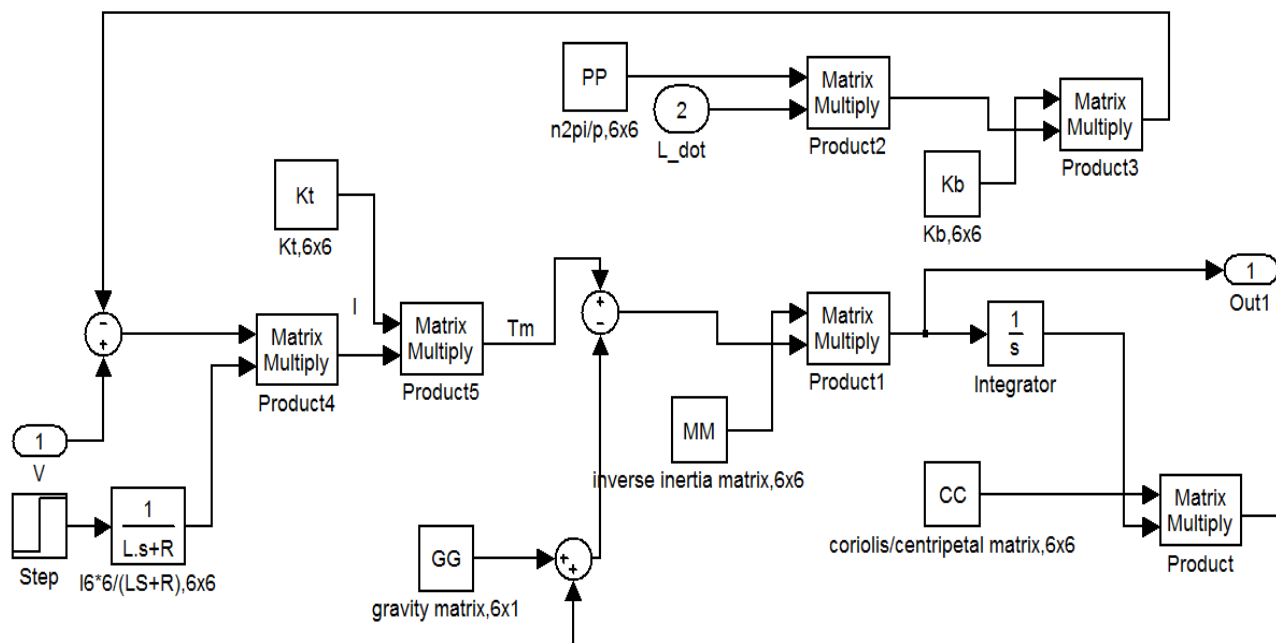 PP
n2pi/p,6x6
2
L_dot
Matrix
Multiply
Product2
Matrix
Multiply
Product3
Kb
Kb,6x6
Kt
Kt,6x6
I
-
+
Matrix
Multiply
Product4
Matrix
Multiply
Product5
Tm
+
-
Matrix
Multiply
Product1
1
s
Integrator
1
Out1
1
V
Step
1
L.s+R
I6*6/(LS+R),6x6
MM
inverse inertia matrix,6x6
GG
gravity matrix,6x1
+
+
CC
coriolis/centripetal matrix,6x6
Matrix
Multiply
Product